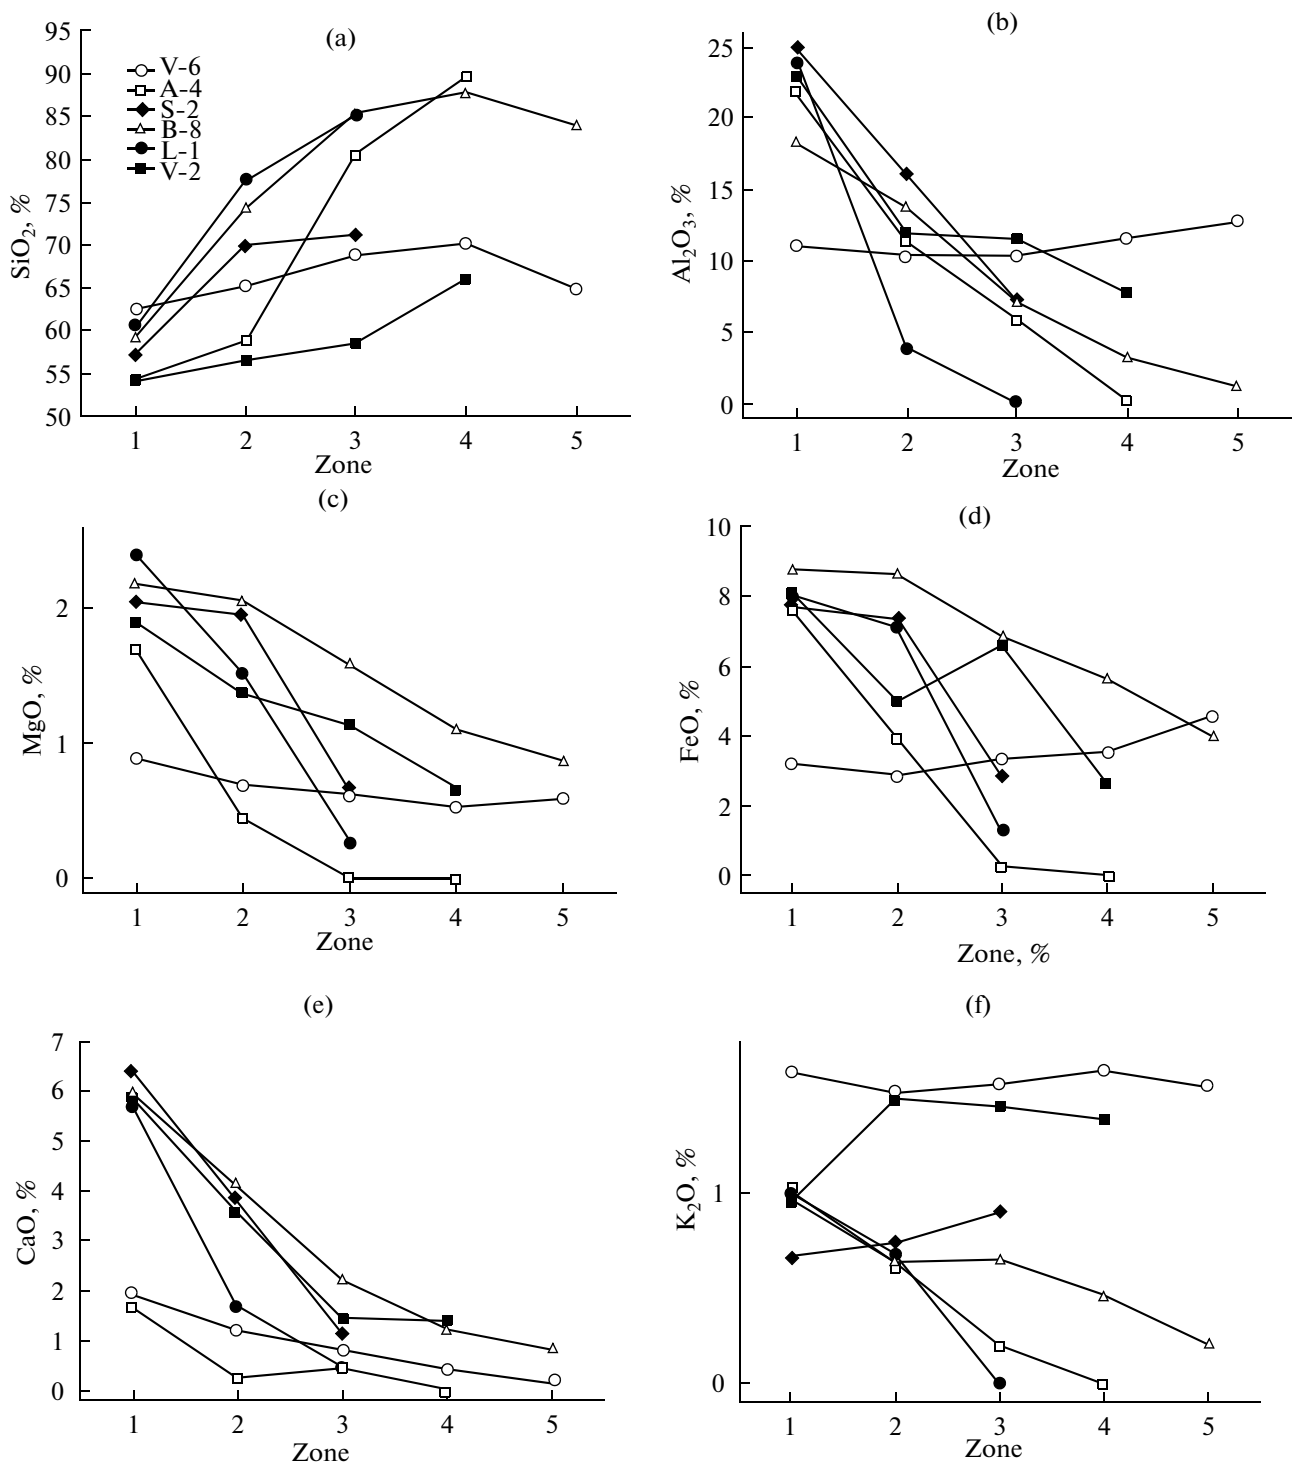 (a)
SiO2, %
95
90
85
80
75
70
65
60
55
50
V-6
A-4
S-2
B-8
L-1
V-2
1 2 3 4 5
Zone
(b)
Al2O3, %
25
20
15
10
5
0
1 2 3 4 5
Zone
(c)
MgO, %
2
1
0
1 2 3 4 5
Zone
(d)
FeO, %
10
8
6
4
2
0
1 2 3 4 5
Zone, %
(e)
CaO, %
7
6
5
4
3
2
1
0
1 2 3 4 5
Zone
(f)
K2O, %
1
0
1 2 3 4 5
Zone